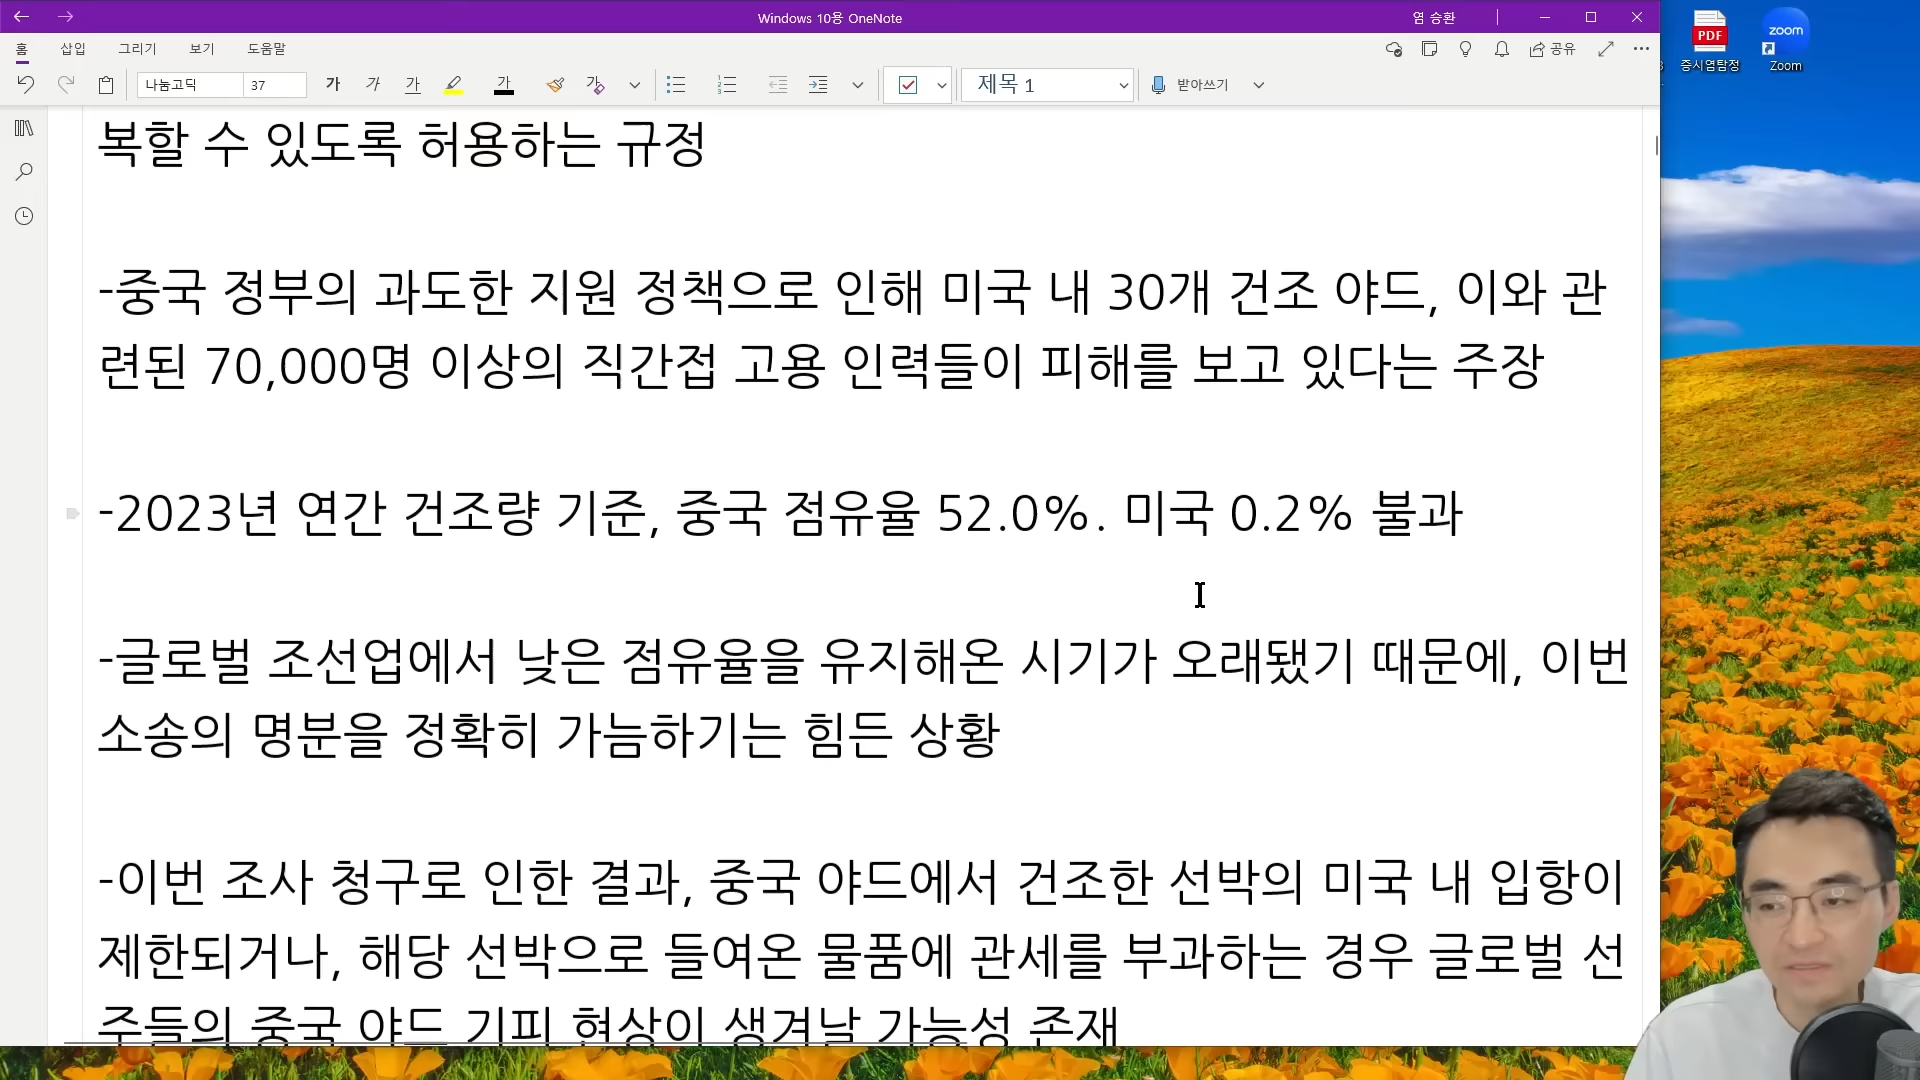 Windows 10용 OneNote
염 승환
홈 삽입 그리기 보기 도움말
공유
나눔고딕 37 가 가 가 가 가 제목 1 받아쓰기
PDF
증시염탐정
zoom
Zoom
복할 수 있도록 허용하는 규정
-중국 정부의 과도한 지원 정책으로 인해 미국 내 30개 건조 야드, 이와 관
련된 70,000명 이상의 직간접 고용 인력들이 피해를 보고 있다는 주장
-2023년 연간 건조량 기준, 중국 점유율 52.0%. 미국 0.2% 불과
-글로벌 조선업에서 낮은 점유율을 유지해온 시기가 오래됐기 때문에, 이번
소송의 명분을 정확히 가늠하기는 힘든 상황
-이번 조사 청구로 인한 결과, 중국 야드에서 건조한 선박의 미국 내 입항이
제한되거나, 해당 선박으로 들여온 물품에 관세를 부과하는 경우 글로벌 선
주들의 중국 야드 기피 현상이 생겨날 가능성 존재